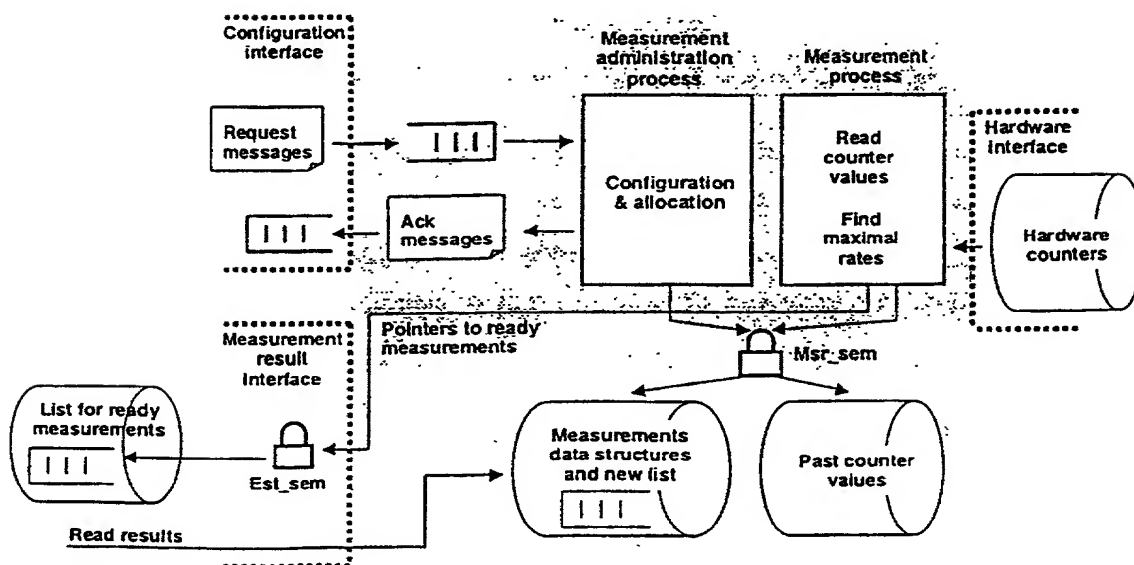 Configuration
interface
Measurement
administration
process
Measurement
process
Request
messages
Read
counter
values
Hardware
interface
Configuration
& allocation
Ack
messages
Find
maximal
rates
Hardware
counters
Pointers to ready
measurements
Measurement
result
interface
Msr_sem
List for ready
measurements
Est_sem
Measurements
data structures
and new list
Past counter
values
Read results